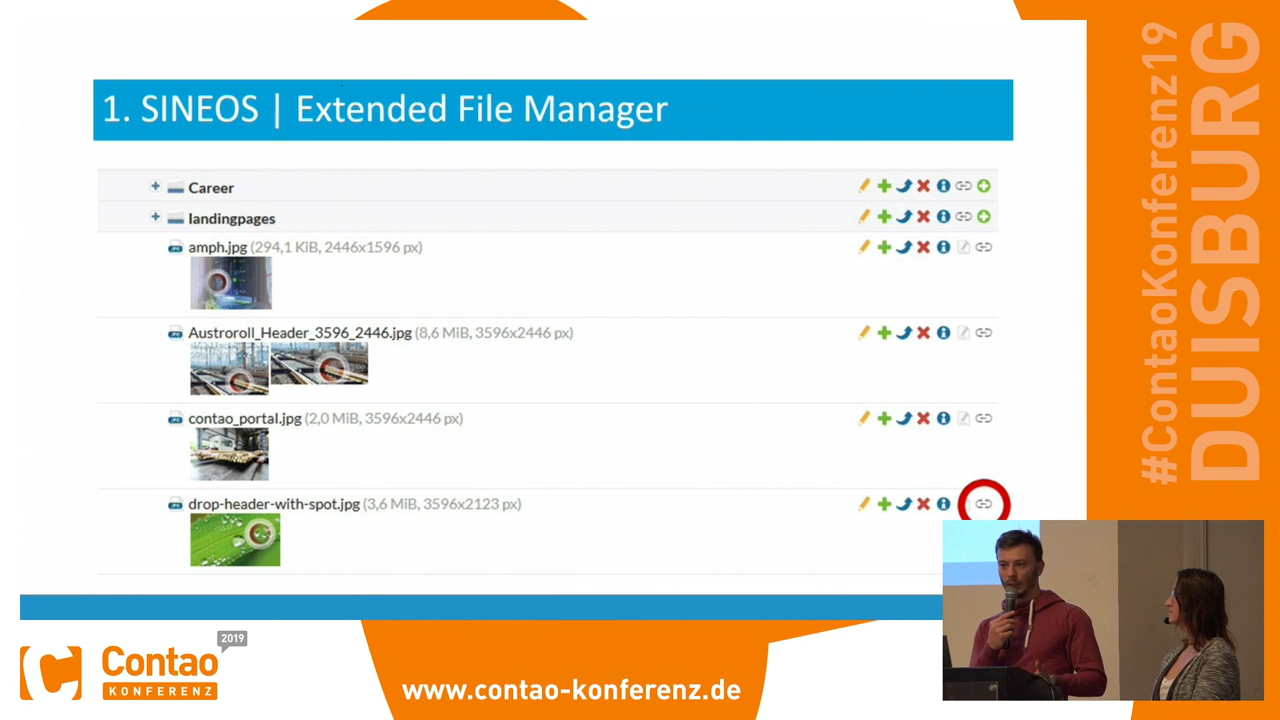 1. SINEOS | Extended File Manager
Career
landingpages
amph.jpg (294,1 KiB, 2446x1596 px)
Austroroll_Header_3596_2446.jpg (8,6 MiB, 3596x2446 px)
contao_portal.jpg (2,0 MiB, 3596x2446 px)
drop-header-with-spot.jpg (3,6 MiB, 3596x2123 px)
#ContaoKonferenz19
DUISBURG
2019
Contao
KONFERENZ
www.contao-konferenz.de